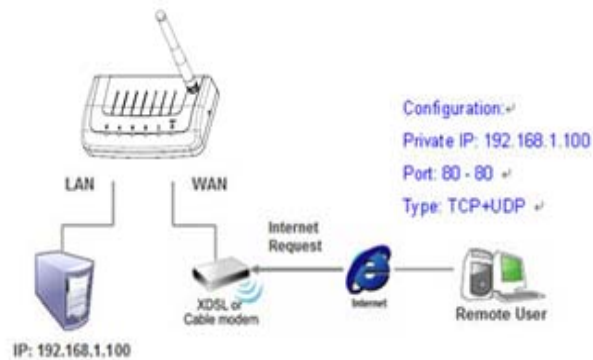 Configuration:↵
Private IP: 192.168.1.100
Port: 80 - 80 ↵
Type: TCP+UDP ↵
LAN
WAN
Internet
Request
XDSL or
Cable modem
Internet
Remote User
IP: 192.168.1.100